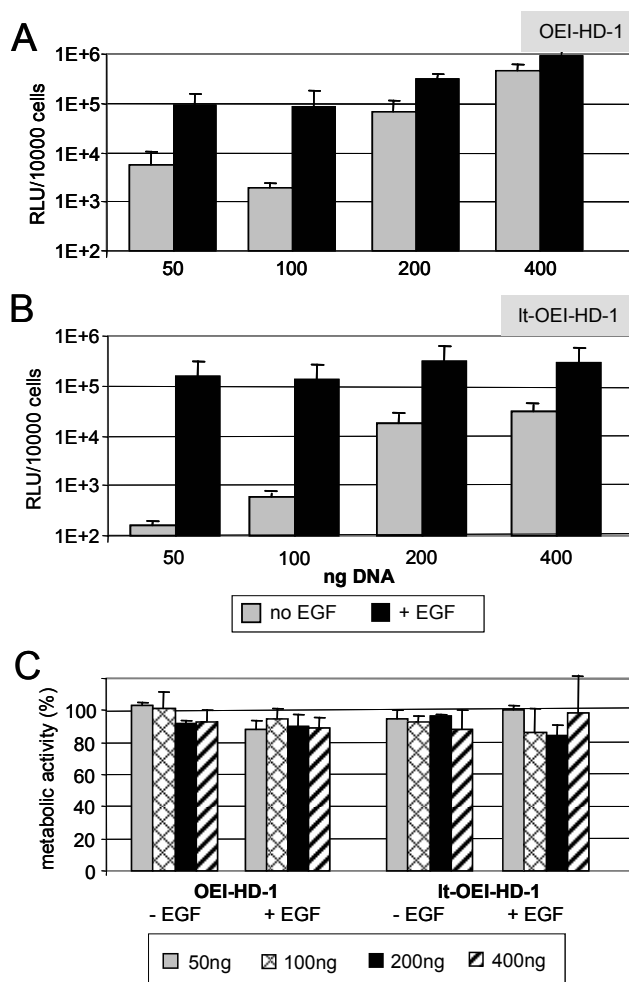 A
OEI-HD-1
RLU/10000 cells
1E+6
1E+5
1E+4
1E+3
1E+2
50 100 200 400
B
lt-OEI-HD-1
RLU/10000 cells
1E+6
1E+5
1E+4
1E+3
1E+2
50 100 200 400
ng DNA
no EGF + EGF
C
metabolic activity (%)
100
80
60
40
20
0
OEI-HD-1 lt-OEI-HD-1
- EGF + EGF - EGF + EGF
50ng 100ng 200ng 400ng